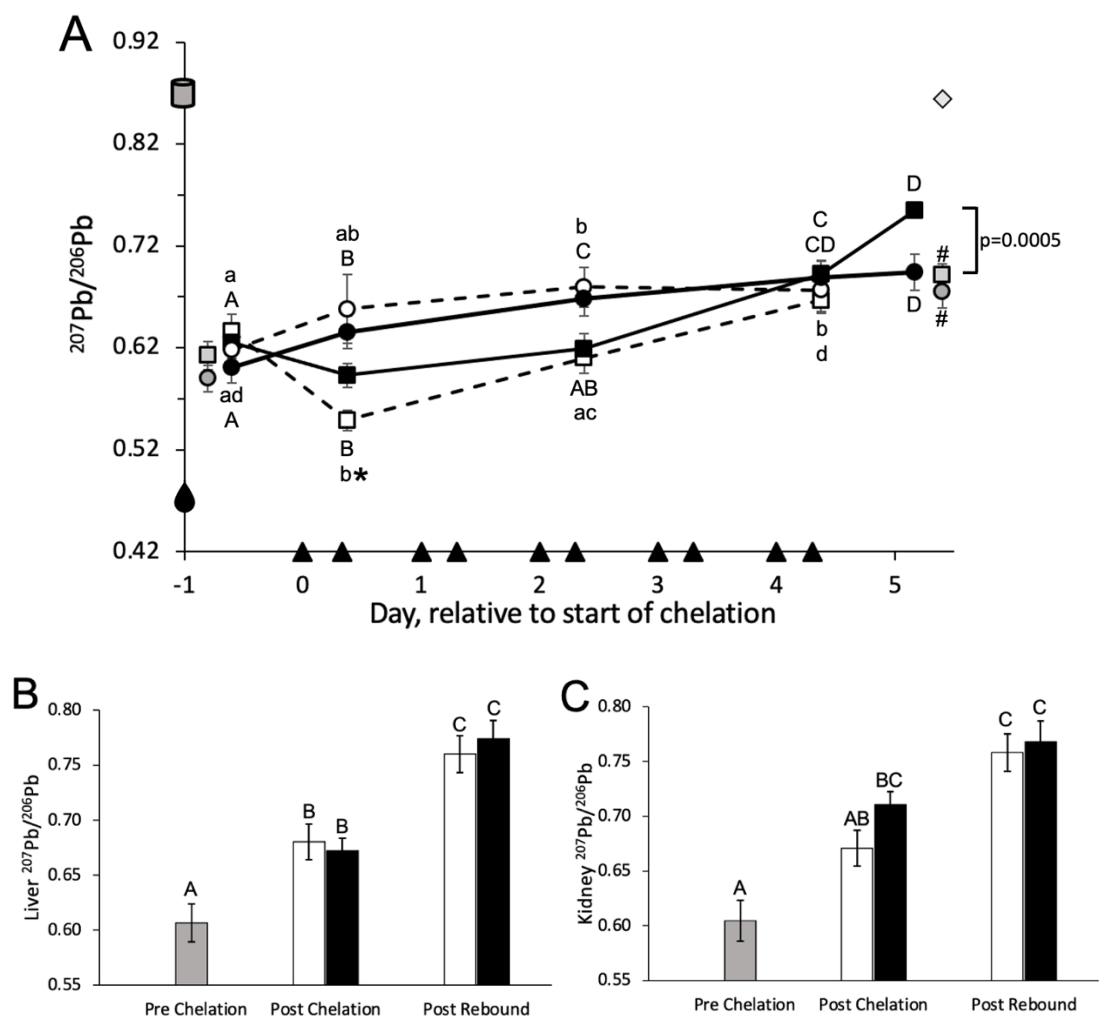 A
0.92
0.82
0.72
0.62
0.52
0.42
207Pb/206Pb
a
A
ab
B
b
C
C
CD
D
p=0.0005
#
#
D
ad
A
B
b*
AB
ac
b
d
-1 0 1 2 3 4 5
Day, relative to start of chelation
B
0.80
0.75
0.70
0.65
0.60
0.55
Liver 207Pb/206Pb
A
B B
C C
Pre Chelation Post Chelation Post Rebound
C
0.80
0.75
0.70
0.65
0.60
0.55
Kidney 207Pb/206Pb
A
AB BC
C C
Pre Chelation Post Chelation Post Rebound